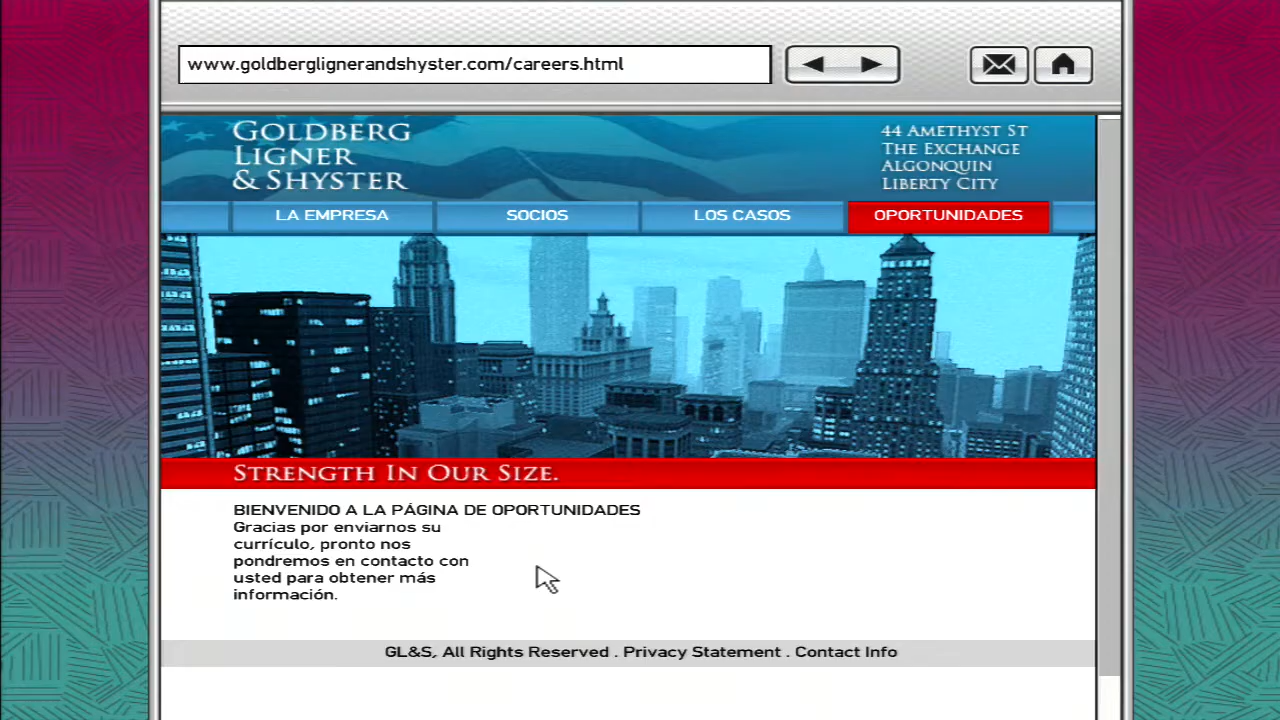 www.goldberglignerandshyster.com/careers.html
GOLDBERG
LIGNER
& SHYSTER
44 AMETHYST ST
THE EXCHANGE
ALGONQUIN
LIBERTY CITY
LA EMPRESA
SOCIOS
LOS CASOS
OPORTUNIDADES
STRENGTH IN OUR SIZE.
BIENVENIDO A LA PÁGINA DE OPORTUNIDADES
Gracias por enviarnos su
currículo, pronto nos
pondremos en contacto con
usted para obtener más
información.
GL&S, All Rights Reserved . Privacy Statement . Contact Info